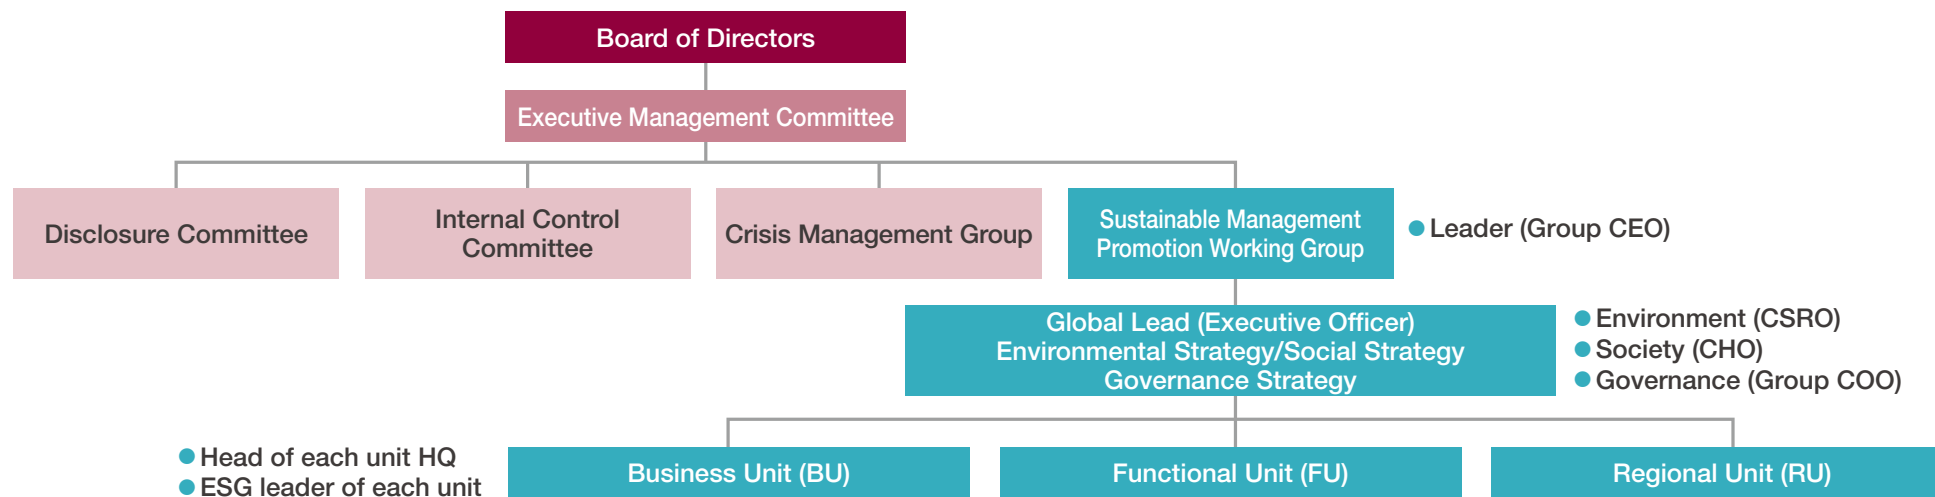 Board of Directors
Executive Management Committee
Disclosure Committee
Internal Control
Committee
Crisis Management Group
Sustainable Management
Promotion Working Group
● Leader (Group CEO)
Global Lead (Executive Officer)
Environmental Strategy/Social Strategy
Governance Strategy
● Environment (CSRO)
● Society (CHO)
● Governance (Group COO)
● Head of each unit HQ
● ESG leader of each unit
Business Unit (BU)
Functional Unit (FU)
Regional Unit (RU)